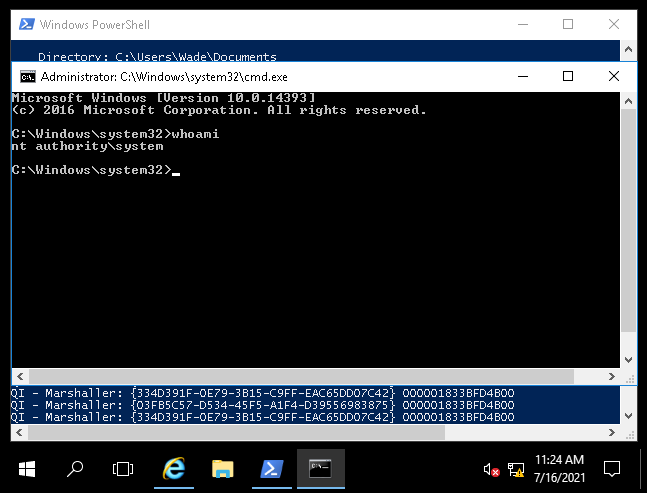 Windows PowerShell
Directory: C:\Users\Wade\Documents
Administrator: C:\Windows\system32\cmd.exe
Microsoft Windows [Version 10.0.14393]
(c) 2016 Microsoft Corporation. All rights reserved.
C:\Windows\system32>whoami
nt authority\system
C:\Windows\system32>
QI - Marshaller: {334D391F-0E79-3B15-C9FF-EAC65DD07C42} 000001833BFD4B00
QI - Marshaller: {03FB5C57-D534-45F5-A1F4-D39556983875} 000001833BFD4B00
QI - Marshaller: {334D391F-0E79-3B15-C9FF-EAC65DD07C42} 000001833BFD4B00
11:24 AM
7/16/2021